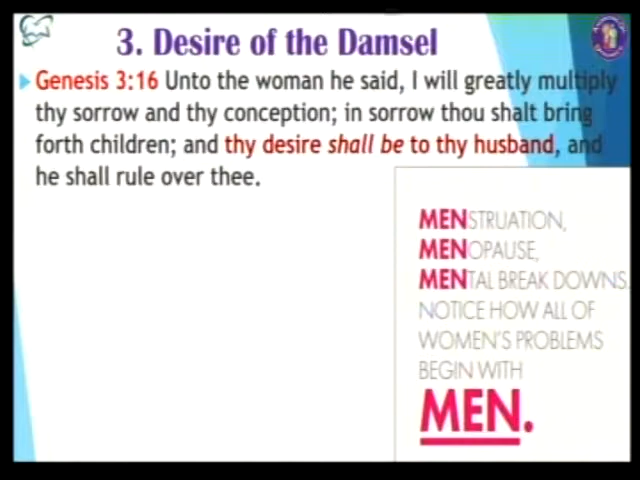 3. Desire of the Damsel
Genesis 3:16 Unto the woman he said, I will greatly multiply
thy sorrow and thy conception; in sorrow thou shalt bring
forth children; and thy desire shall be to thy husband, and
he shall rule over thee.
MENSTRUATION,
MENOPAUSE,
MENTAL BREAK DOWNS.
NOTICE HOW ALL OF
WOMEN'S PROBLEMS
BEGIN WITH
MEN.